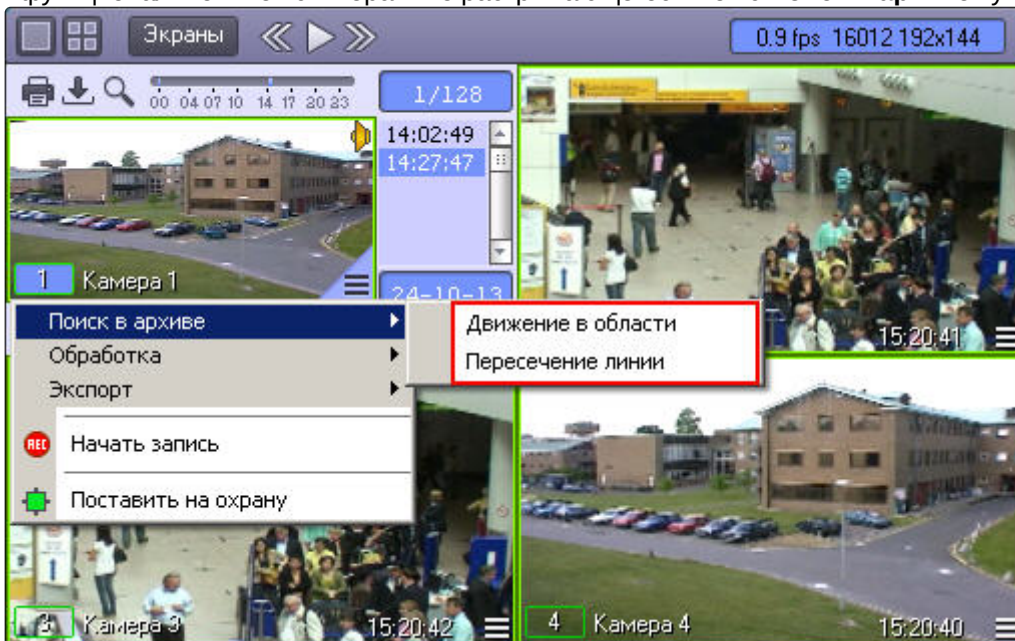 Экраны
0.9 fps 16012 192x144
00 04 07 10 14 17 20 23
1/128
14:02:49
14:27:47
1 Камера 1
24-10-13
Поиск в архиве
Движение в области
Пересечение линии
15:20:41
Обработка
Экспорт
REC Начать запись
Поставить на охрану
3 Камера 3
15:20:42
4 Камера 4
15:20:40